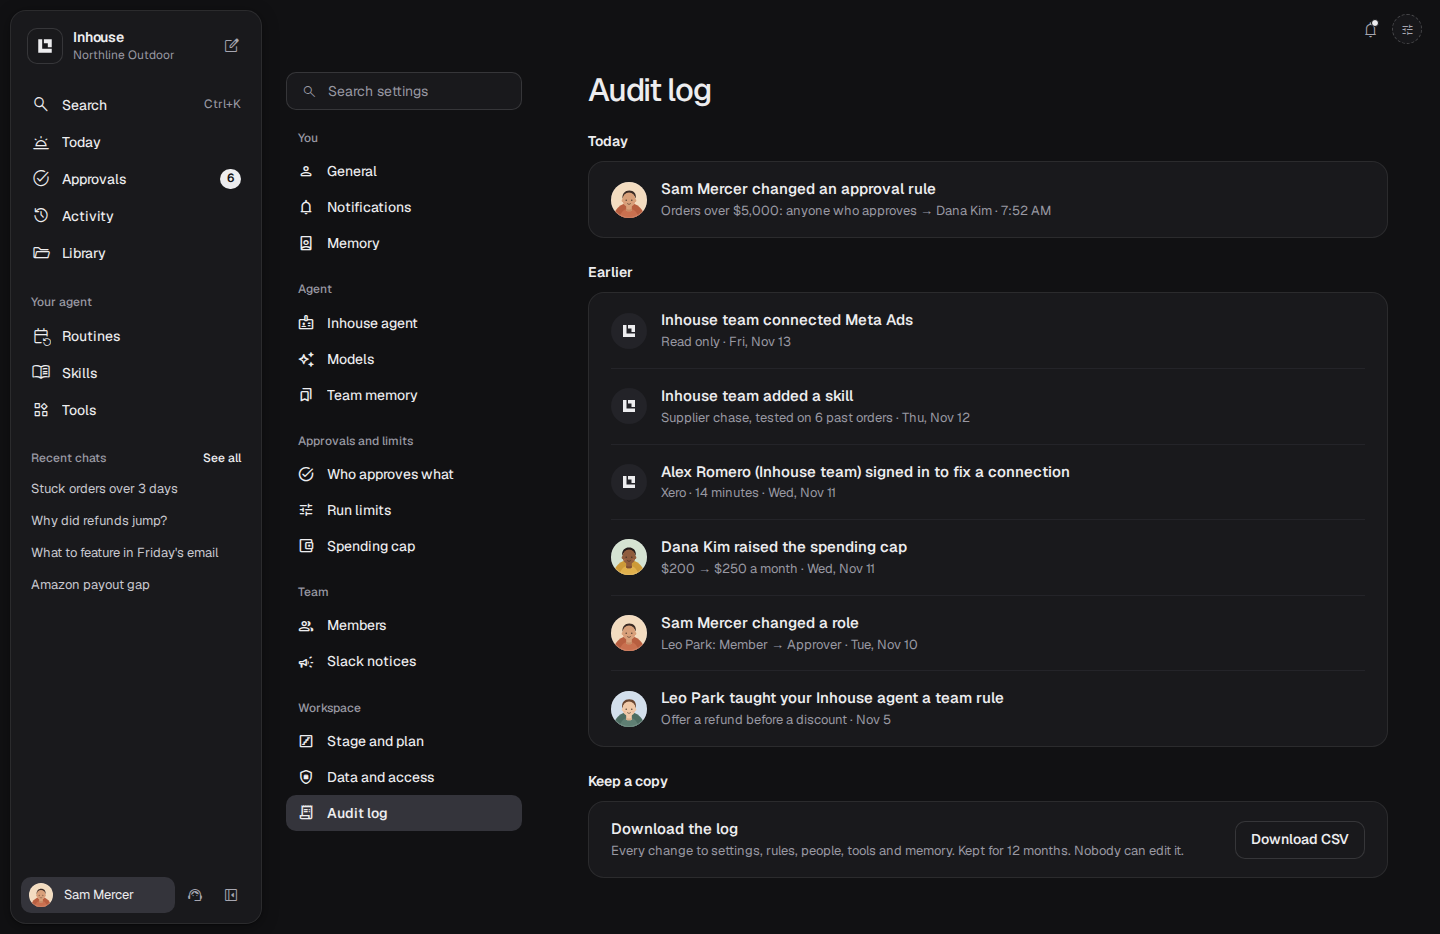 Inhouse
Northline Outdoor
Search Ctrl+K
Today
Approvals 6
Activity
Library
Your agent
Routines
Skills
Tools
Recent chats See all
Stuck orders over 3 days
Why did refunds jump?
What to feature in Friday's email
Amazon payout gap
Sam Mercer
Search settings
You
General
Notifications
Memory
Agent
Inhouse agent
Models
Team memory
Approvals and limits
Who approves what
Run limits
Spending cap
Team
Members
Slack notices
Workspace
Stage and plan
Data and access
Audit log
Audit log
Today
Sam Mercer changed an approval rule
Orders over $5,000: anyone who approves → Dana Kim · 7:52 AM
Earlier
Inhouse team connected Meta Ads
Read only · Fri, Nov 13
Inhouse team added a skill
Supplier chase, tested on 6 past orders · Thu, Nov 12
Alex Romero (Inhouse team) signed in to fix a connection
Xero · 14 minutes · Wed, Nov 11
Dana Kim raised the spending cap
$200 → $250 a month · Wed, Nov 11
Sam Mercer changed a role
Leo Park: Member → Approver · Tue, Nov 10
Leo Park taught your Inhouse agent a team rule
Offer a refund before a discount · Nov 5
Keep a copy
Download the log
Every change to settings, rules, people, tools and memory. Kept for 12 months. Nobody can edit it.
Download CSV